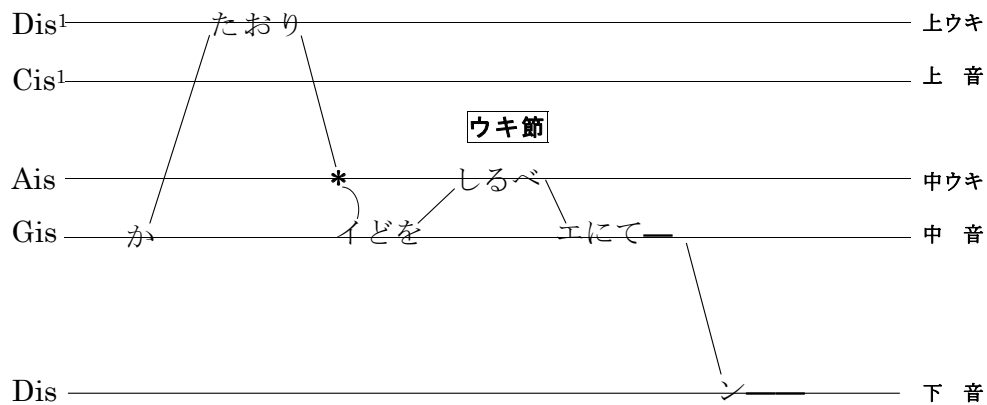 Dis¹ たおり 上ウキ
Cis¹ 上 音
ウキ節
Ais * しるべ 中ウキ
Gis か イどを エにて━ 中 音
Dis ン━━ 下 音